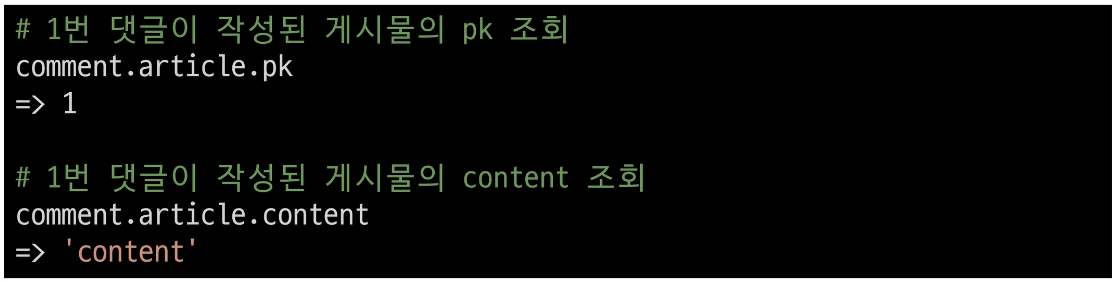 # 1번 댓글이 작성된 게시물의 pk 조회
comment.article.pk
=> 1
# 1번 댓글이 작성된 게시물의 content 조회
comment.article.content
=> 'content'